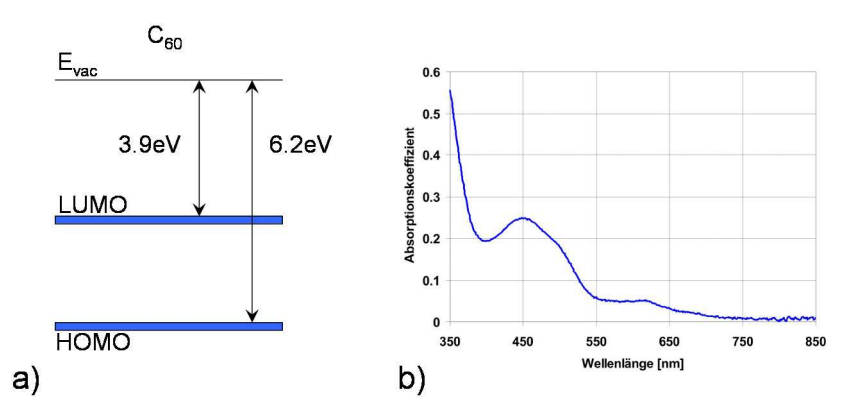 C60
Evac
3.9eV 6.2eV
LUMO
HOMO
a)
Absorptionskoeffizient
0.6
0.5
0.4
0.3
0.2
0.1
0
350 450 550 650 750 850
Wellenlänge [nm]
b)